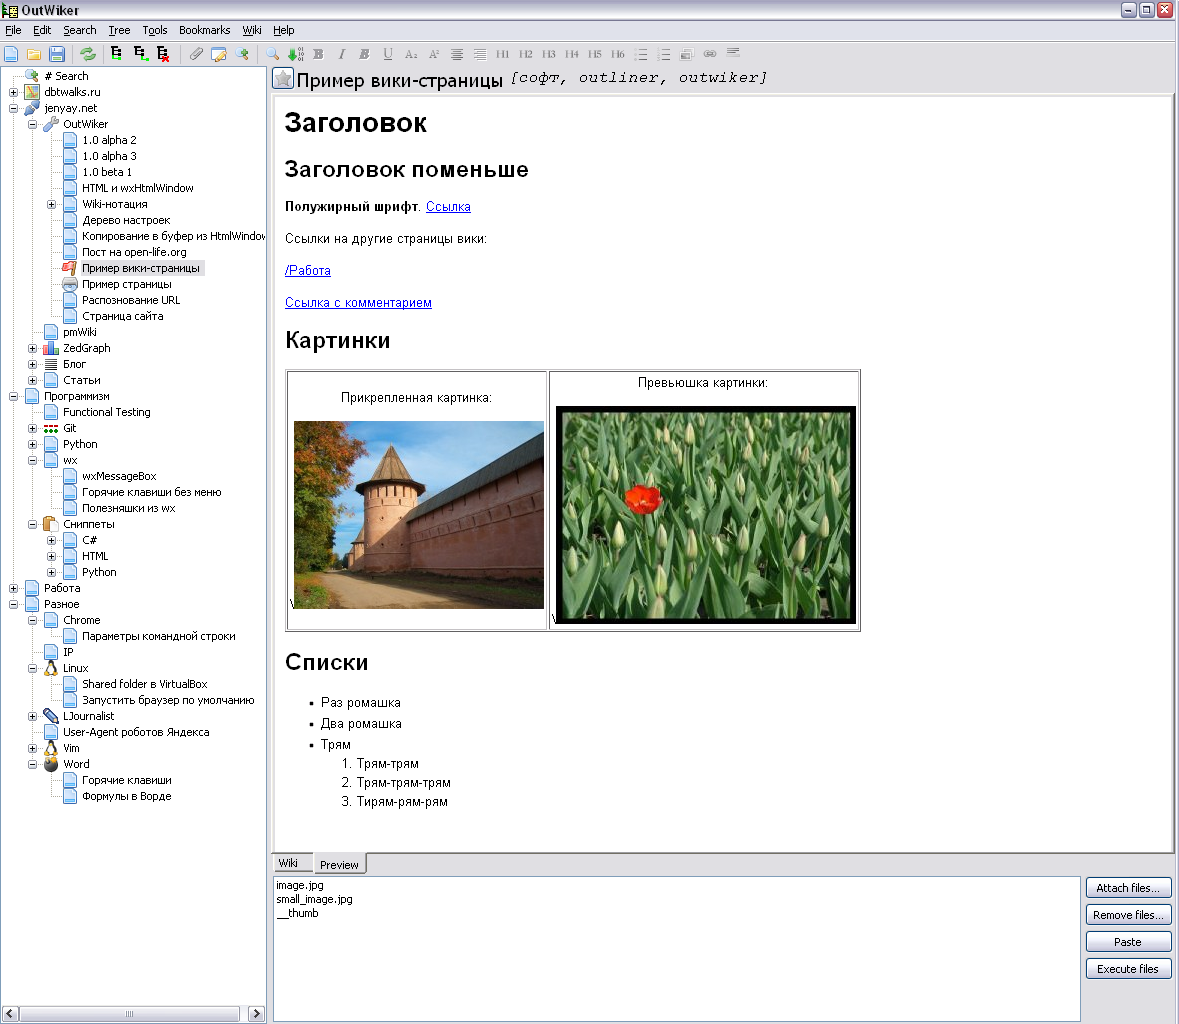 OutWiker
File Edit Search Tree Tools Bookmarks Wiki Help
B I B U A₂ A² H1 H2 H3 H4 H5 H6
# Search
dbtwalks.ru
jenyay.net
OutWiker
1.0 alpha 2
1.0 alpha 3
1.0 beta 1
HTML и wxHtmlWindow
Wiki-нотация
Дерево настроек
Копирование в буфер из HtmlWindow
Пост на open-life.org
Пример вики-страницы
Пример страницы
Распознование URL
Страница сайта
pmWiki
ZedGraph
Блог
Статьи
Программизм
Functional Testing
Git
Python
wx
wxMessageBox
Горячие клавиши без меню
Полезняшки из wx
Сниппеты
C#
HTML
Python
Работа
Разное
Chrome
Параметры командной строки
IP
Linux
Shared folder в VirtualBox
Запустить браузер по умолчанию
LJournalist
User-Agent роботов Яндекса
Vim
Word
Горячие клавиши
Формулы в Ворде
Пример вики-страницы [софт, outliner, outwiker]
Заголовок
Заголовок поменьше
Полужирный шрифт. Ссылка
Ссылки на другие страницы вики:
/Работа
Ссылка с комментарием
Картинки
Прикрепленная картинка:
\
Превьюшка картинки:
\
Списки
• Раз ромашка
• Два ромашка
• Трям
1. Трям-трям
2. Трям-трям-трям
3. Тирям-рям-рям
Wiki Preview
image.jpg
small_image.jpg
__thumb
Attach files...
Remove files...
Paste
Execute files